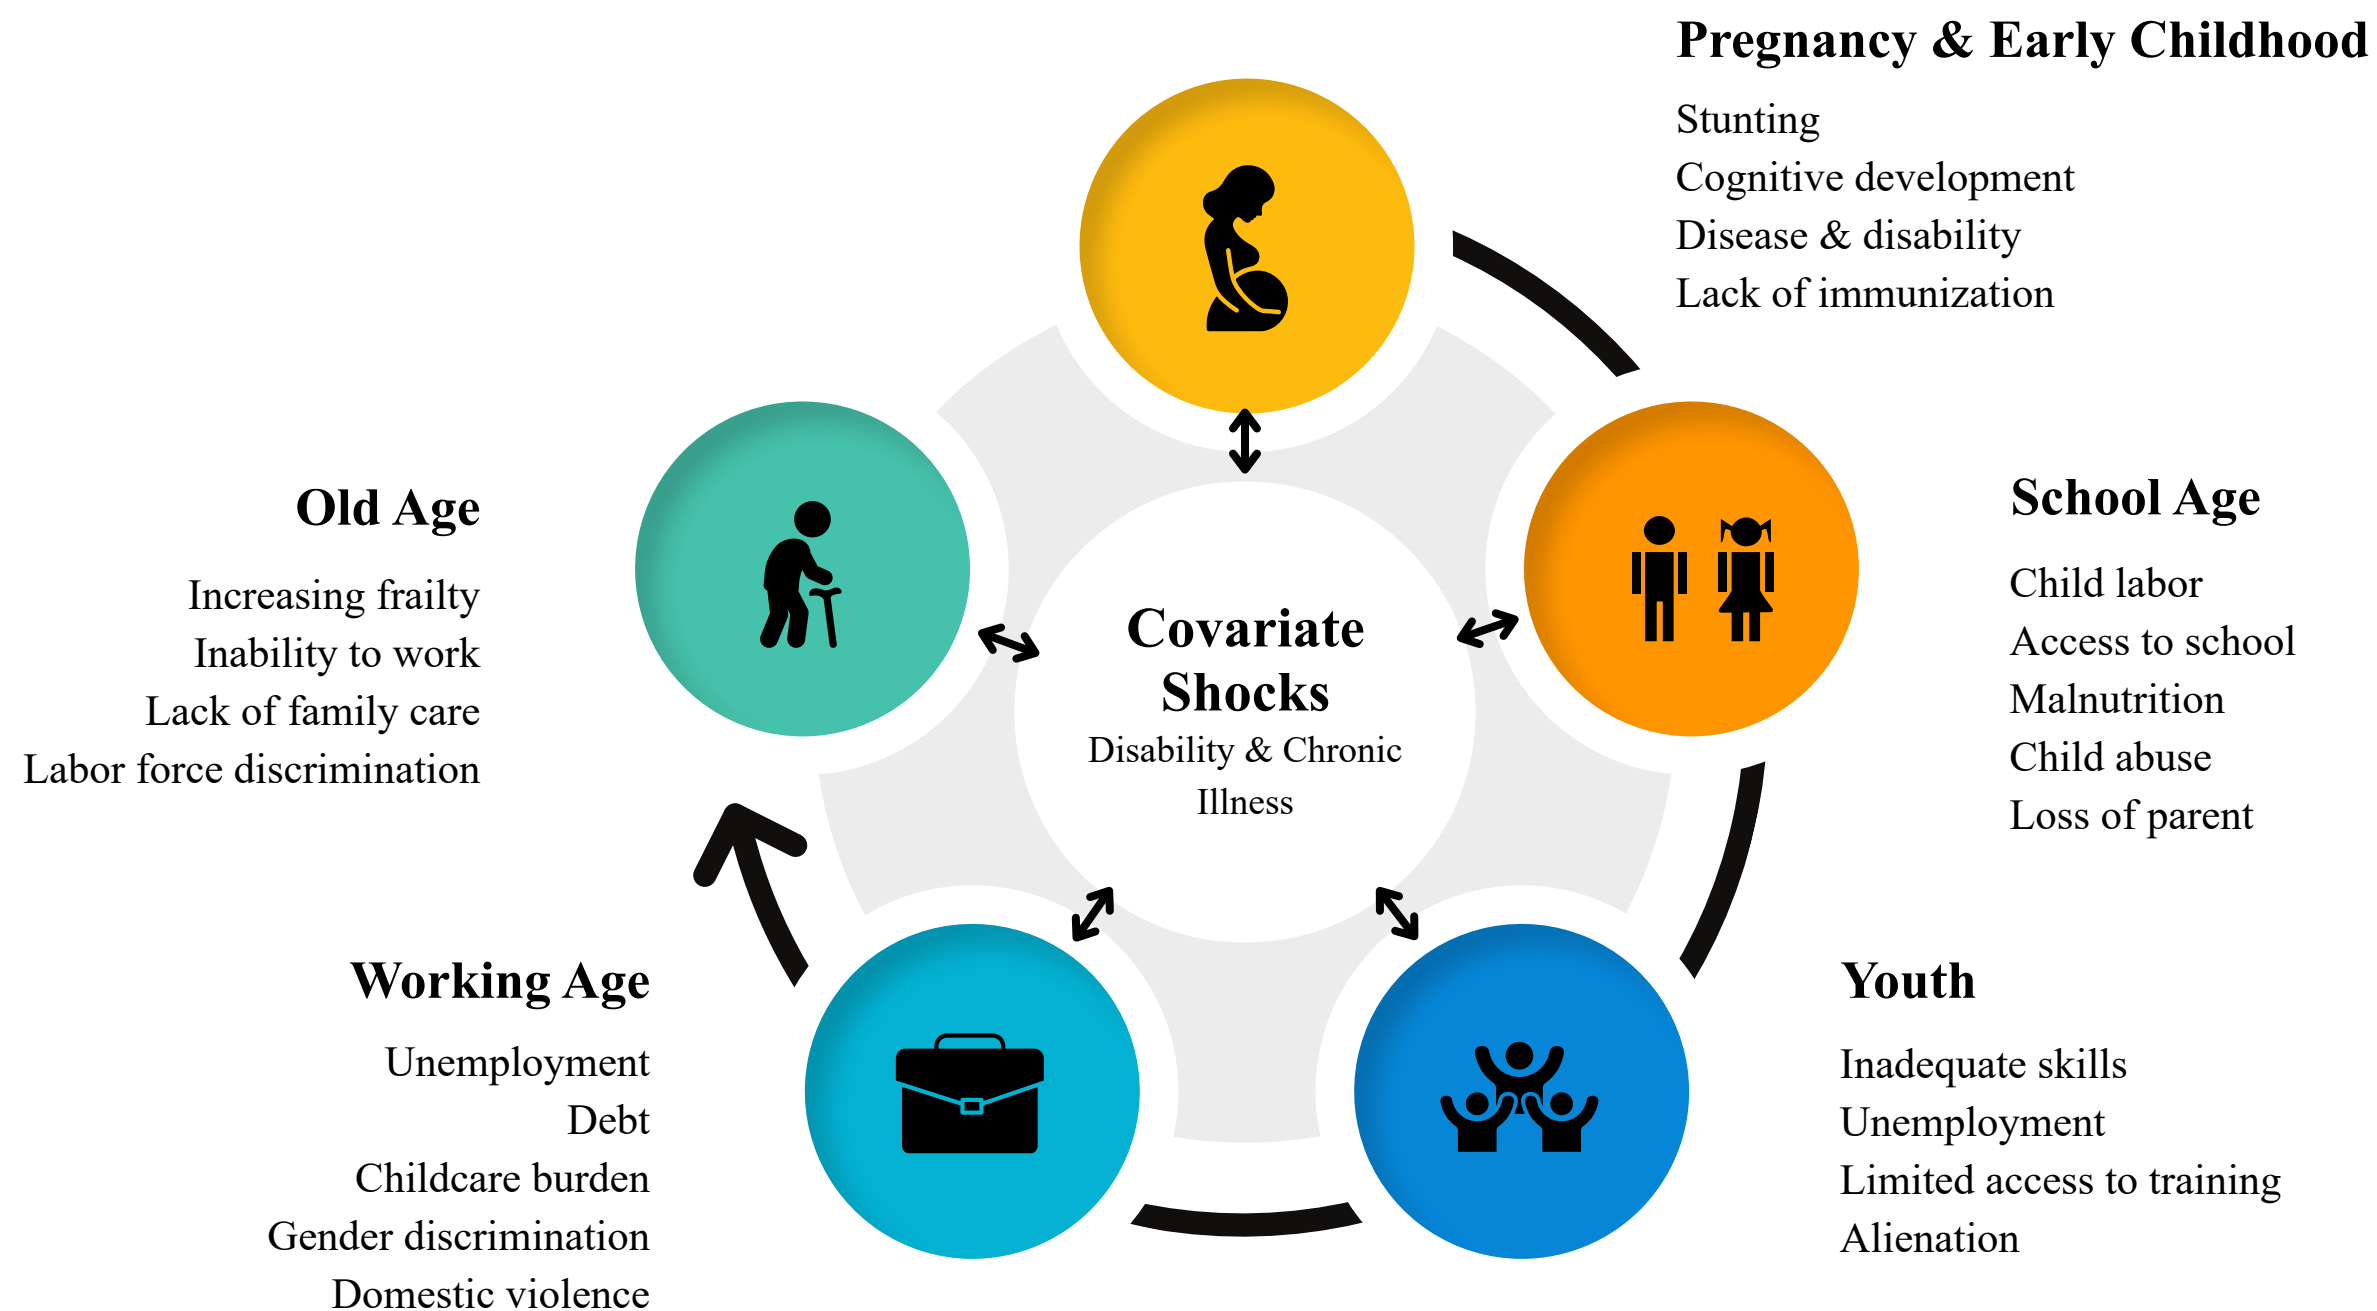 Pregnancy & Early Childhood
Stunting
Cognitive development
Disease & disability
Lack of immunization
School Age
Child labor
Access to school
Malnutrition
Child abuse
Loss of parent
Youth
Inadequate skills
Unemployment
Limited access to training
Alienation
Working Age
Unemployment
Debt
Childcare burden
Gender discrimination
Domestic violence
Old Age
Increasing frailty
Inability to work
Lack of family care
Labor force discrimination
Covariate
Shocks
Disability & Chronic
Illness